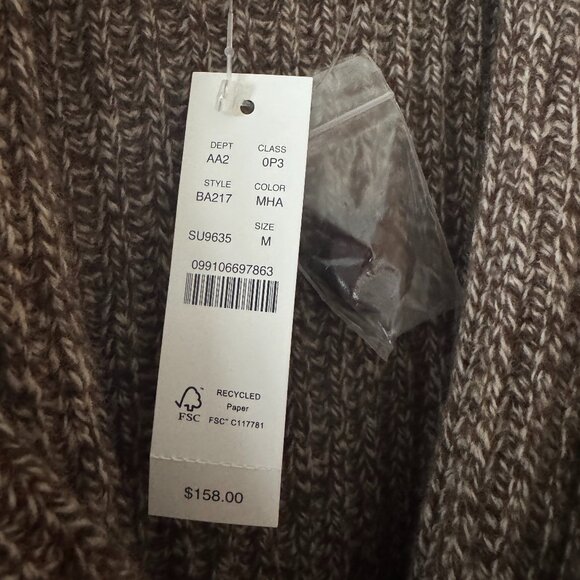 DEPT CLASS
AA2 0P3
STYLE COLOR
BA217 MHA
SIZE
SU9635 M
099106697863
RECYCLED
Paper
FSC™ C117781
FSC
$158.00